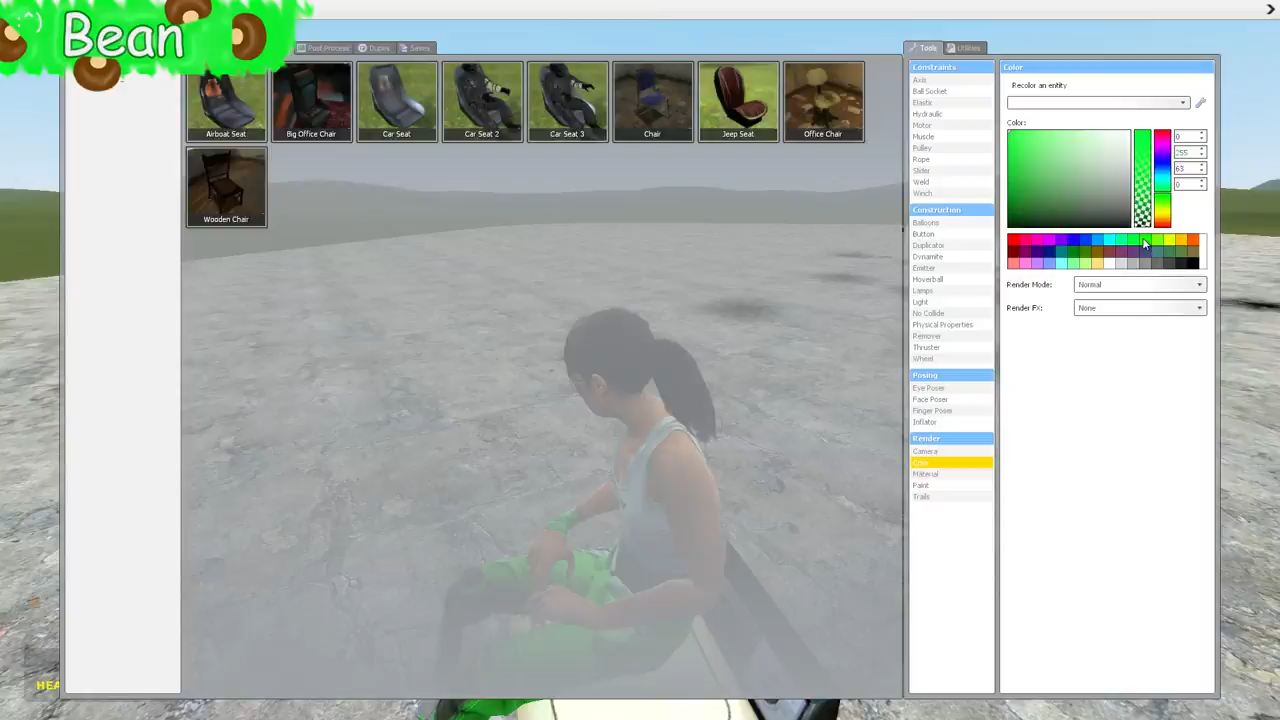 :^)
Bean
Post Process
Dupes
Saves
Tools
Utilities
Airboat Seat
Big Office Chair
Car Seat
Car Seat 2
Car Seat 3
Chair
Jeep Seat
Office Chair
Wooden Chair
Constraints
Axis
Ball Socket
Elastic
Hydraulic
Motor
Muscle
Pulley
Rope
Slider
Weld
Winch
Construction
Balloons
Button
Duplicator
Dynamite
Emitter
Hoverball
Lamps
Light
No Collide
Physical Properties
Remover
Thruster
Wheel
Posing
Eye Poser
Face Poser
Finger Poser
Inflator
Render
Camera
Color
Material
Paint
Trails
Color
Recolor an entity
Color:
0
255
63
0
Render Mode:
Normal
Render FX:
None